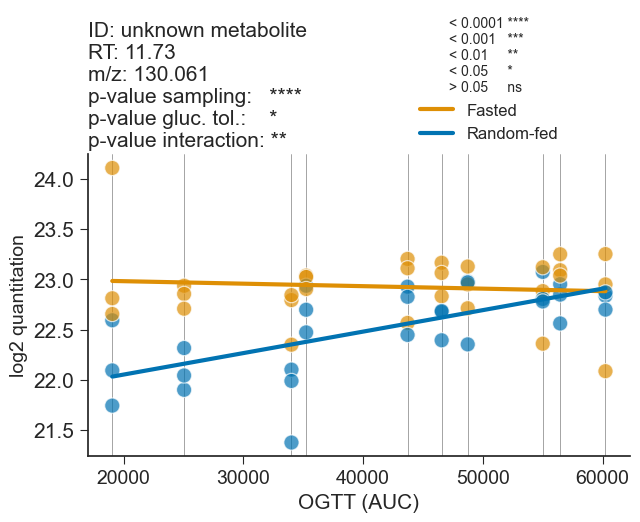 ID: unknown metabolite
RT: 11.73
m/z: 130.061
p-value sampling: ****
p-value gluc. tol.: *
p-value interaction: **
< 0.0001 ****
< 0.001 ***
< 0.01 **
< 0.05 *
> 0.05 ns
Fasted
Random-fed
log2 quantitation
24.0
23.5
23.0
22.5
22.0
21.5
20000 30000 40000 50000 60000
OGTT (AUC)